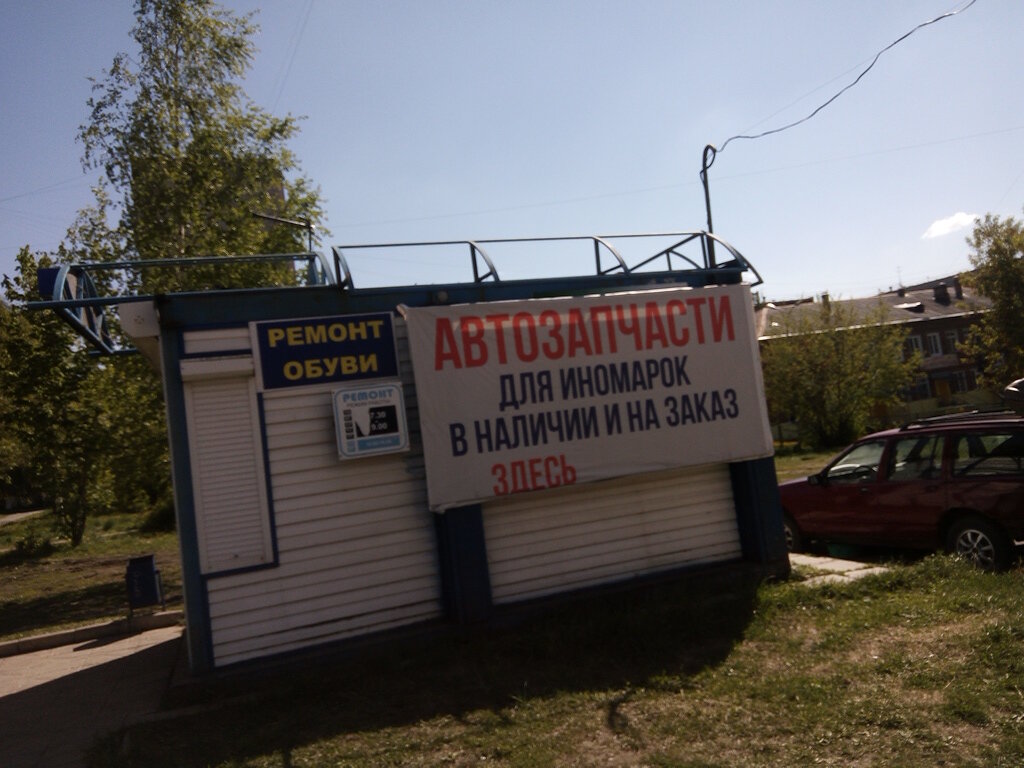 РЕМОНТ
ОБУВИ
РЕМОНТ
АВТОЗАПЧАСТИ
ДЛЯ ИНОМАРОК
В НАЛИЧИИ И НА ЗАКАЗ
ЗДЕСЬ